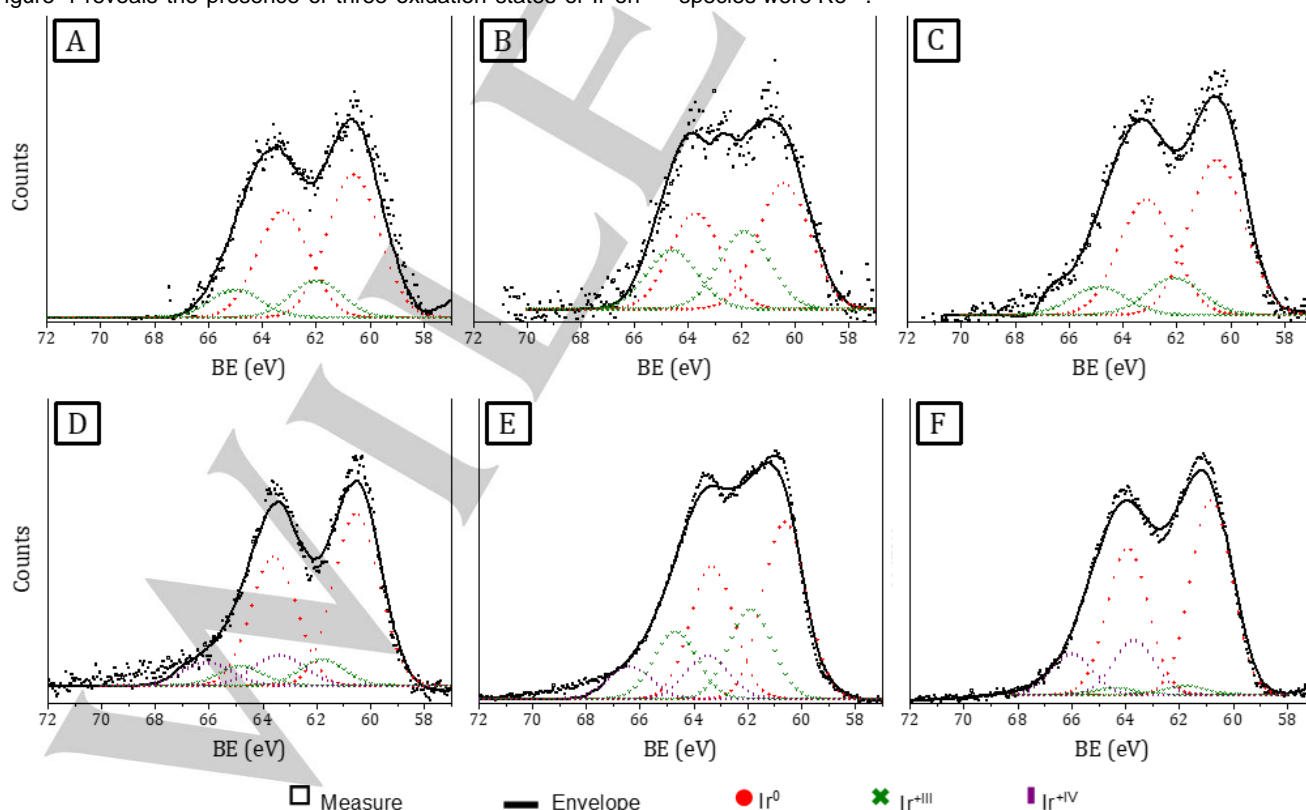 Figure 4 reveals the presence of three oxidation states of Ir on species were Re
A B C
Counts
72 70 68 66 64 62 60 58
72 70 68 66 64 62 60 58
72 70 68 66 64 62 60 58
BE (eV) BE (eV) BE (eV)
D E F
Counts
72 70 68 66 65 62 60 58
72 70 68 66 64 62 60 58
72 70 68 66 64 62 60 58
BE (eV) BE (eV) BE (eV)
Measure Envelope Ir⁰ Ir⁺ᴵᴵᴵ Ir⁺ᴵⱽ
WILE